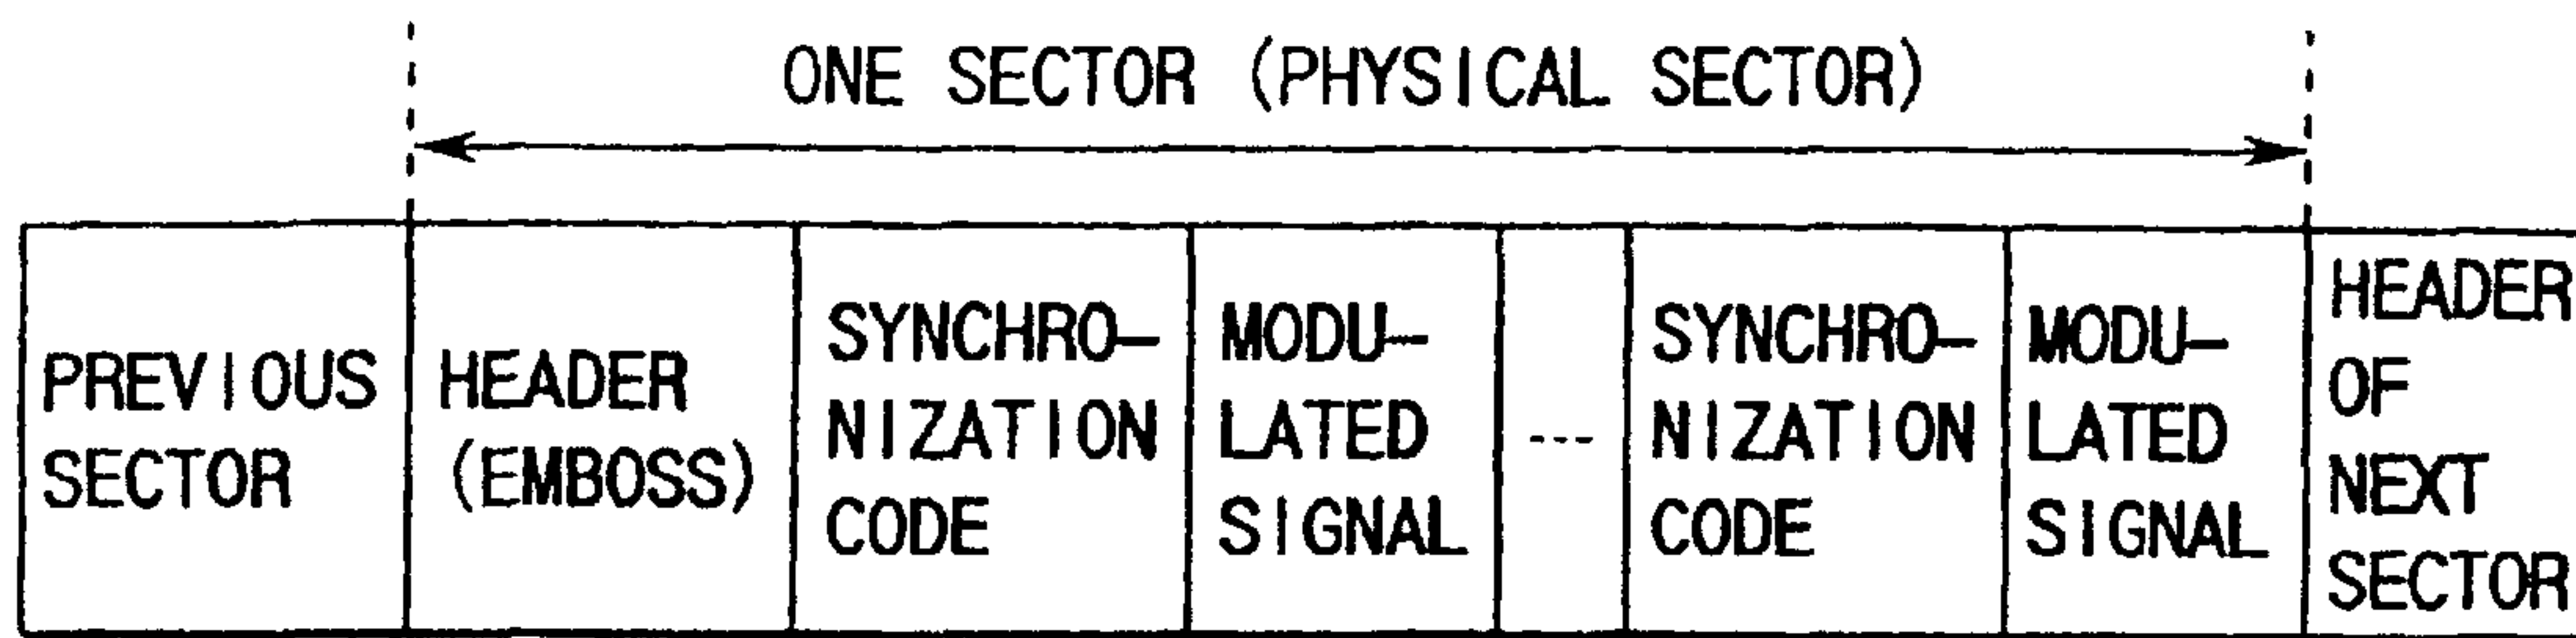 ONE SECTOR (PHYSICAL SECTOR)
PREVIOUS
SECTOR
HEADER
(EMBOSS)
SYNCHRO-
NIZATION
CODE
MODU-
LATED
SIGNAL
---
SYNCHRO-
NIZATION
CODE
MODU-
LATED
SIGNAL
HEADER
OF
NEXT
SECTOR